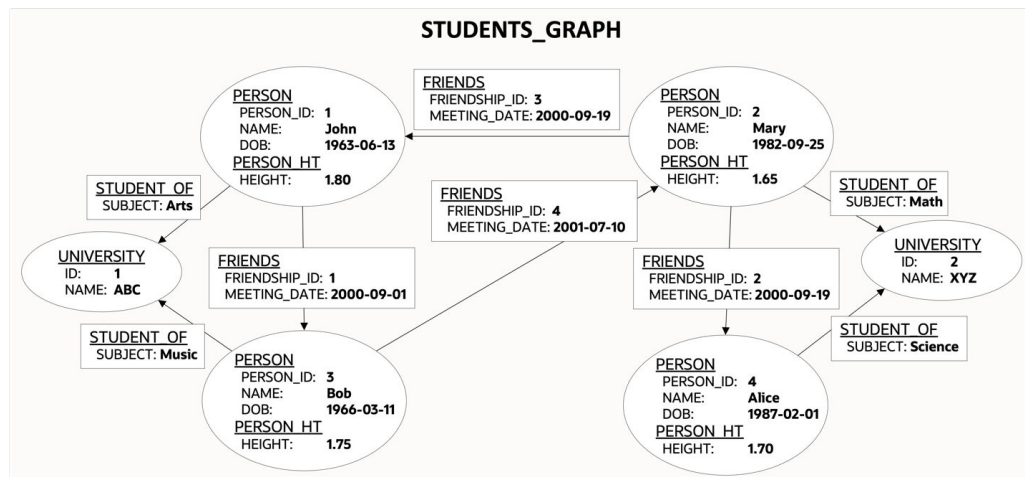 STUDENTS_GRAPH
PERSON
PERSON_ID: 1
NAME: John
DOB: 1963-06-13
PERSON_HT
HEIGHT: 1.80
FRIENDS
FRIENDSHIP_ID: 3
MEETING_DATE: 2000-09-19
PERSON
PERSON_ID: 2
NAME: Mary
DOB: 1982-09-25
PERSON_HT
HEIGHT: 1.65
STUDENT_OF
SUBJECT: Arts
FRIENDS
FRIENDSHIP_ID: 4
MEETING_DATE: 2001-07-10
STUDENT_OF
SUBJECT: Math
UNIVERSITY
ID: 1
NAME: ABC
FRIENDS
FRIENDSHIP_ID: 1
MEETING_DATE: 2000-09-01
FRIENDS
FRIENDSHIP_ID: 2
MEETING_DATE: 2000-09-19
UNIVERSITY
ID: 2
NAME: XYZ
STUDENT_OF
SUBJECT: Music
STUDENT_OF
SUBJECT: Science
PERSON
PERSON_ID: 3
NAME: Bob
DOB: 1966-03-11
PERSON_HT
HEIGHT: 1.75
PERSON
PERSON_ID: 4
NAME: Alice
DOB: 1987-02-01
PERSON_HT
HEIGHT: 1.70